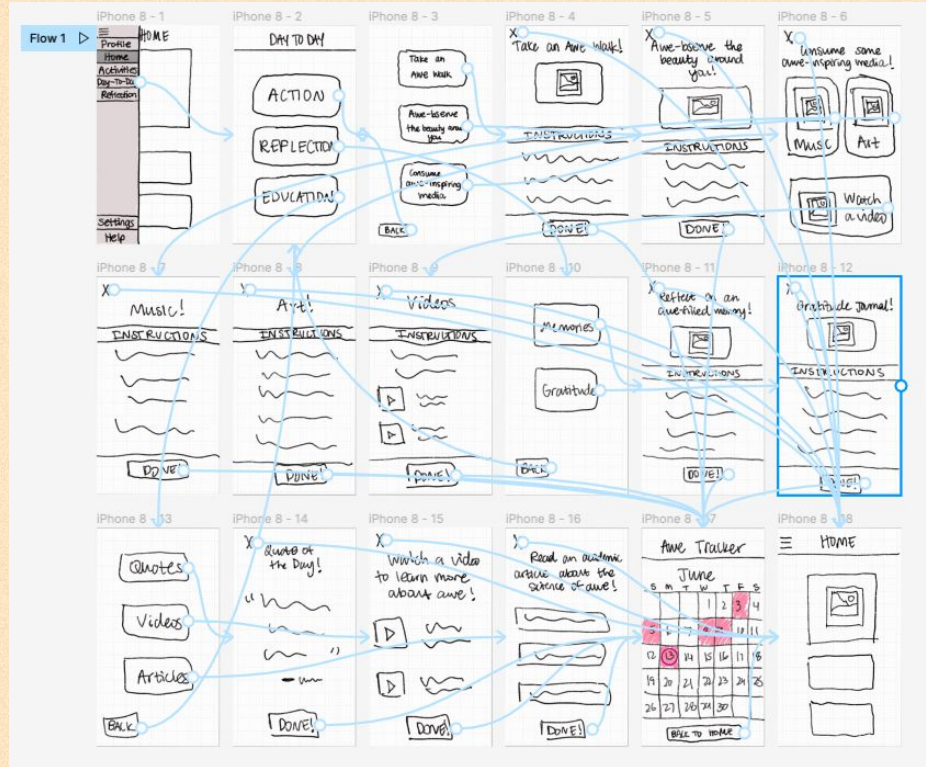 Flow 1
iPhone 8 - 1
HOME
Profile
Home
Activities
Day-To-Da
Reflection
Settings
Help
iPhone 8 - 2
DAY TO DAY
ACTION
REFLECTION
EDUCATION
iPhone 8 - 3
Take an
Awe Walk
Awe-bserve
the beauty arou
you!
Consume
awe-inspiring
media
BACK
iPhone 8 - 4
X
Take an Awe Walk!
INSTRUCTIONS
DONE!
iPhone 8 - 5
X
Awe-bserve the
beauty around
you!
INSTRUCTIONS
DONE!
iPhone 8 - 6
X
Consume some
awe-inspiring media!
Music
Art
Watch
a video
iPhone 8 - 7
X
Music!
INSTRUCTIONS
DONE!
iPhone 8 - 8
X
Art!
INSTRUCTIONS
DONE!
iPhone 8 - 9
X
Videos
INSTRUCTIONS
DONE!
iPhone 8 - 10
Memories
Gratitude
BACK
iPhone 8 - 11
X
Reflect on an
awe-filled memory!
INSTRUCTIONS
DONE!
iPhone 8 - 12
X
Gratitude Journal!
INSTRUCTIONS
DONE!
iPhone 8 - 13
Quotes
Videos
Articles
BACK
iPhone 8 - 14
X
Quote of
the Day!
" "
DONE!
iPhone 8 - 15
X
Watch a video
to learn more
about awe!
DONE!
iPhone 8 - 16
X
Read an academic
article about the
science of awe!
DONE!
iPhone 8 - 17
Awe Tracker
June
S M T W T F S
1 2 3 4
5 6 7 8 9 10 11
12 13 14 15 16 17 18
19 20 21 22 23 24 25
26 27 28 29 30
BACK TO HOME
iPhone 8 - 18
HOME